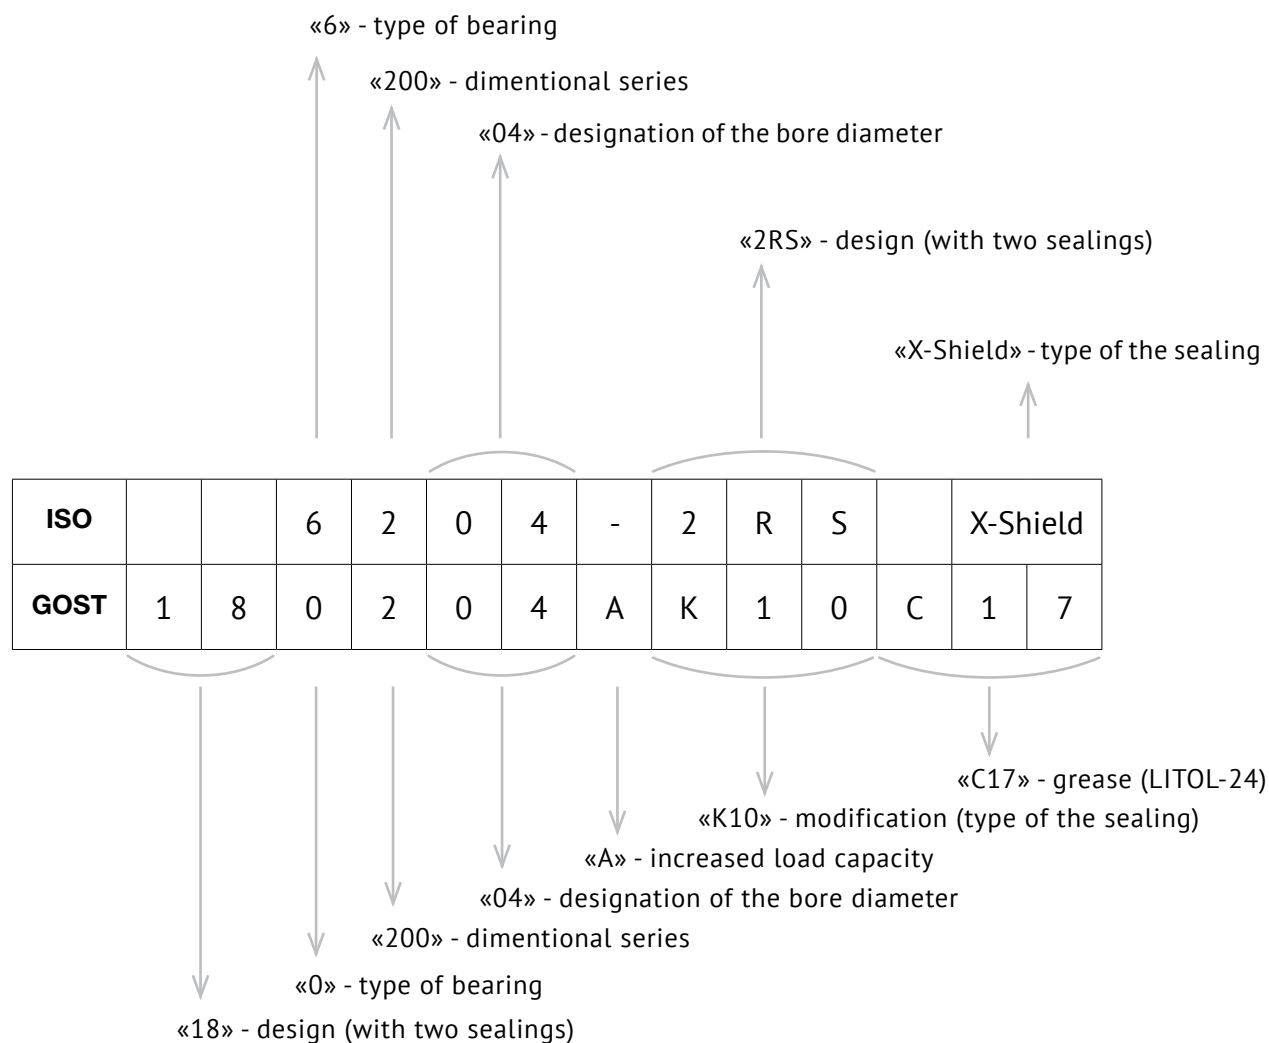 «6» - type of bearing
«200» - dimentional series
«04» - designation of the bore diameter
«2RS» - design (with two sealings)
«X-Shield» - type of the sealing
ISO 6 2 0 4 - 2 R S X-Shield
GOST 1 8 0 2 0 4 A K 1 0 C 1 7
«C17» - grease (LITOL-24)
«K10» - modification (type of the sealing)
«A» - increased load capacity
«04» - designation of the bore diameter
«200» - dimentional series
«0» - type of bearing
«18» - design (with two sealings)